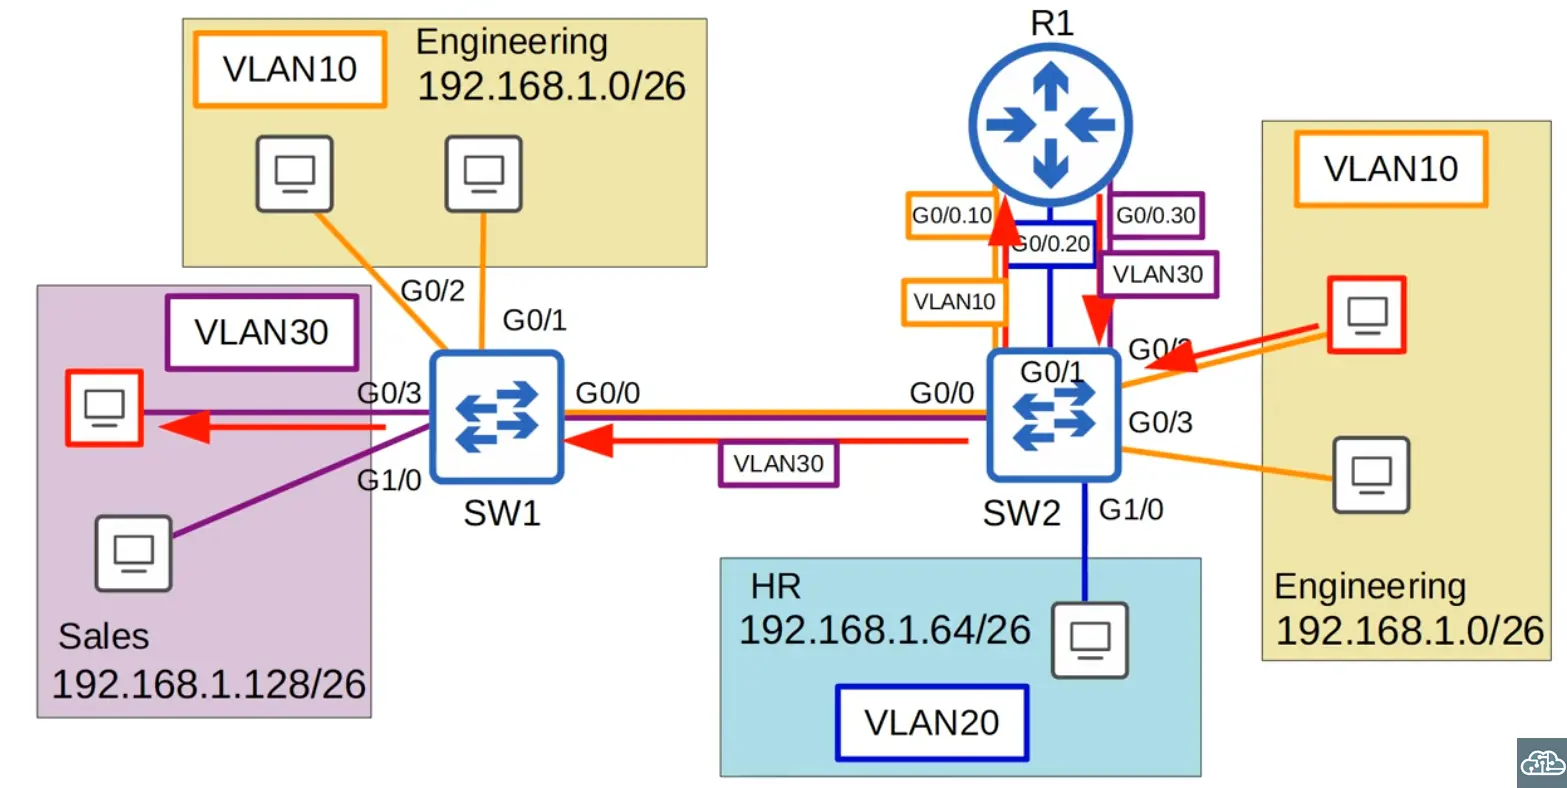 R1
VLAN10
Engineering
192.168.1.0/26
VLAN10
G0/0.10
G0/0.30
G0/0.20
VLAN30
VLAN10
G0/2
G0/1
VLAN30
G0/1
G0/3
G0/0
G0/0
G0/3
VLAN30
G1/0
SW1
SW2
G1/0
HR
192.168.1.64/26
VLAN20
Engineering
192.168.1.0/26
Sales
192.168.1.128/26